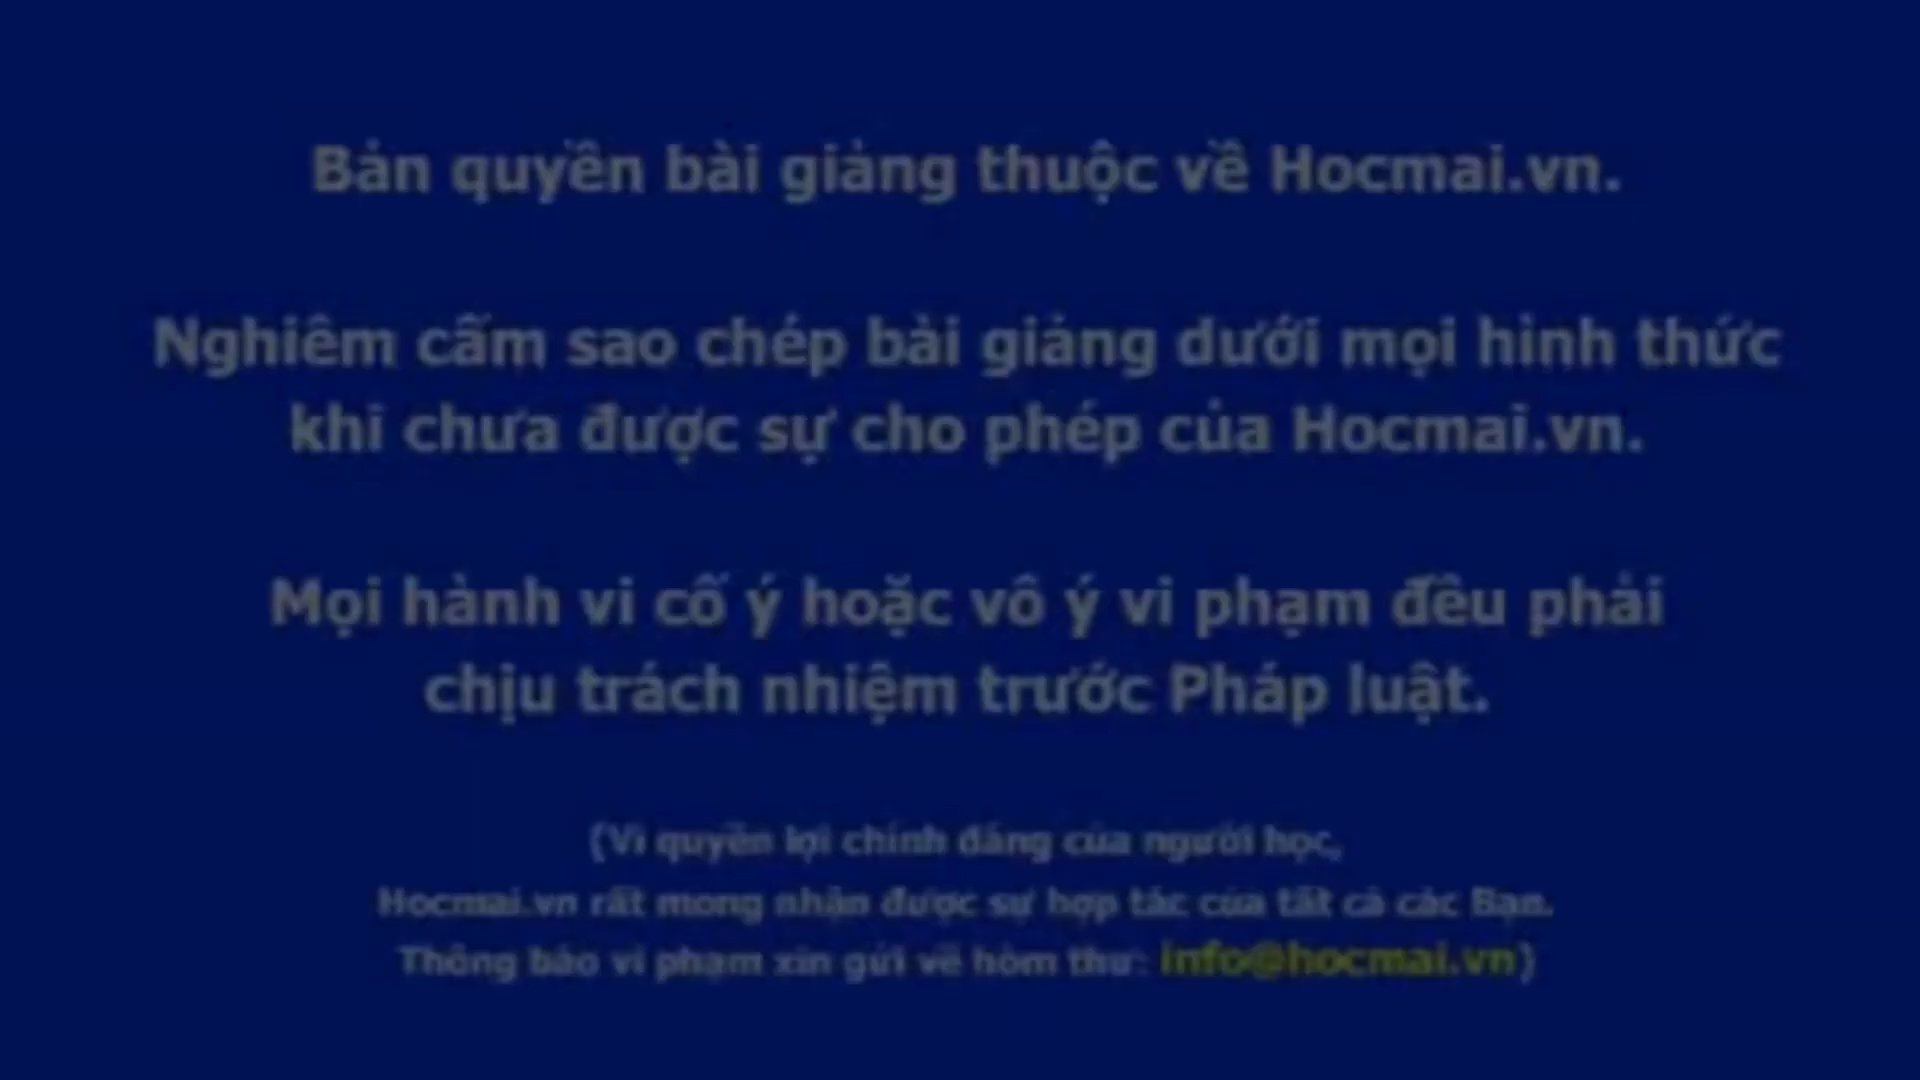 Bản quyền bài giảng thuộc về Hocmai.vn.
Nghiêm cấm sao chép bài giảng dưới mọi hình thức
khi chưa được sự cho phép của Hocmai.vn.
Mọi hành vi cố ý hoặc vô ý vi phạm đều phải
chịu trách nhiệm trước Pháp luật.
(Vì quyền lợi chính đáng của người học,
Hocmai.vn rất mong nhận được sự hợp tác của tất cả các Bạn.
Thông báo vi phạm xin gửi về hòm thư: info@hocmai.vn)